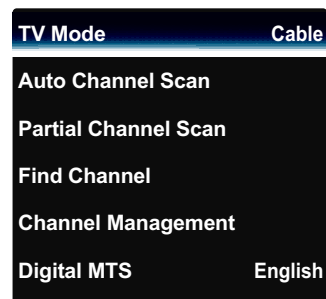 TV Mode Cable
Auto Channel Scan
Partial Channel Scan
Find Channel
Channel Management
Digital MTS English